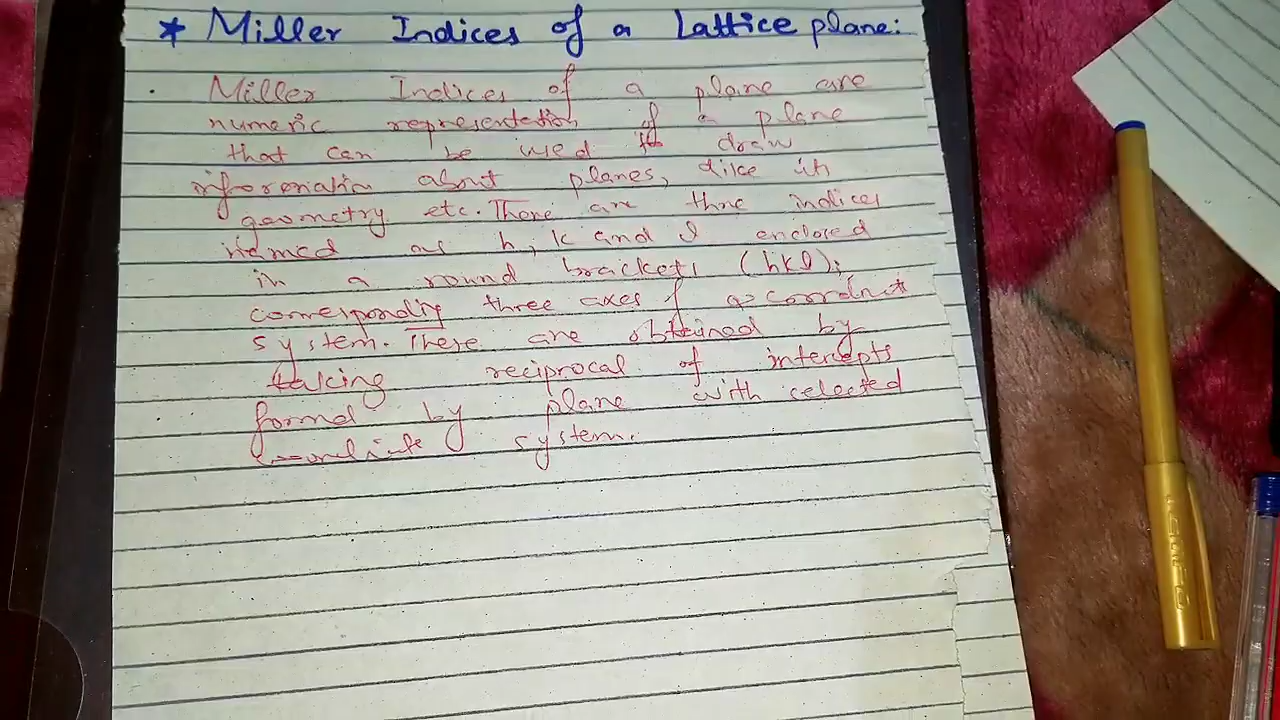 * Miller Indices of a Lattice plane:
. Miller Indices of a plane are
numeric representation of a plane
that can be used to draw
information about planes, like its
geometry etc. There are three indices
named as h, k and l enclosed
in a round brackets (hkl);
corresponding three axes of a coordinate
system. These are obtained by
taking reciprocal of intercepts
formed by plane with selected
coordinate system.